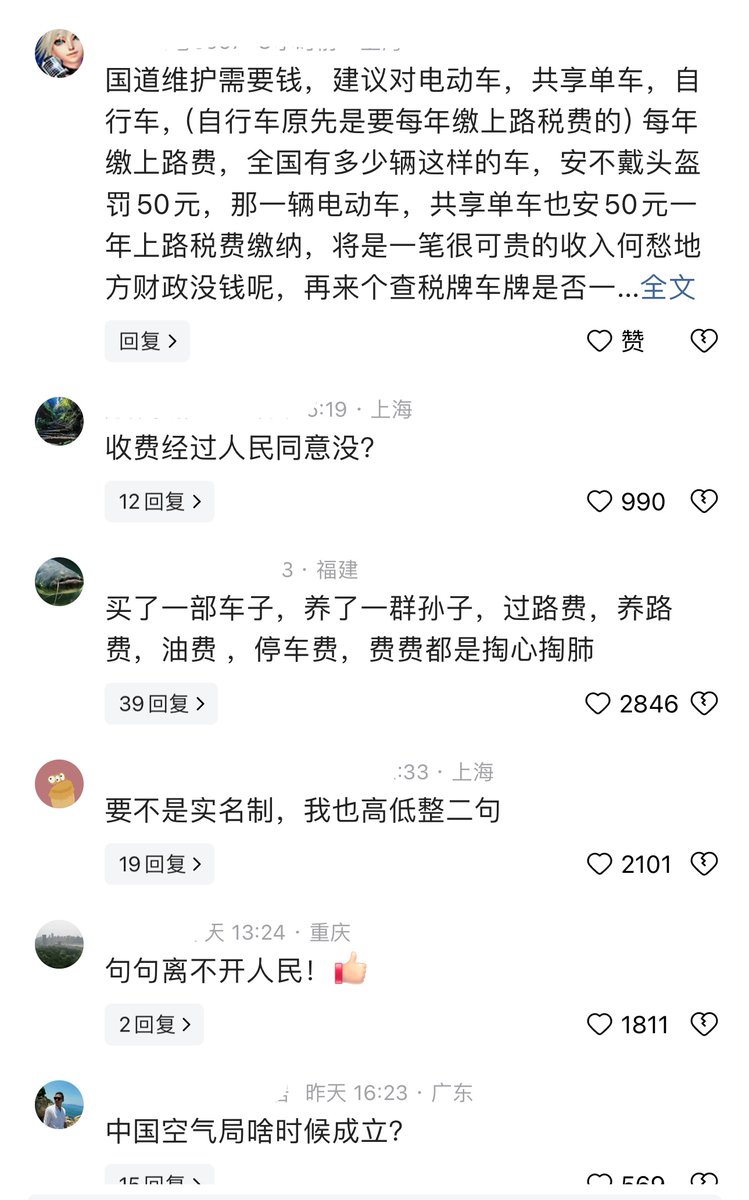 国道维护需要钱，建议对电动车，共享单车，自
行车，（自行车原先是要每年缴上路税费的）每年
缴上路费，全国有多少辆这样的车，安不戴头盔
罚50元，那一辆电动车，共享单车也安50元一
年上路税费缴纳，将是一笔很可贵的收入何愁地
方财政没钱呢，再来个查税牌车牌是否一...全文
回复
赞
:19 · 上海
收费经过人民同意没？
12回复
990
3 · 福建
买了一部车子，养了一群孙子，过路费，养路
费，油费 ，停车费，费费都是掏心掏肺
39回复
2846
:33 · 上海
要不是实名制，我也高低整二句
19回复
2101
天 13:24 · 重庆
句句离不开人民！👍
2回复
1811
昨天 16:23 · 广东
中国空气局啥时候成立？
15回复
569